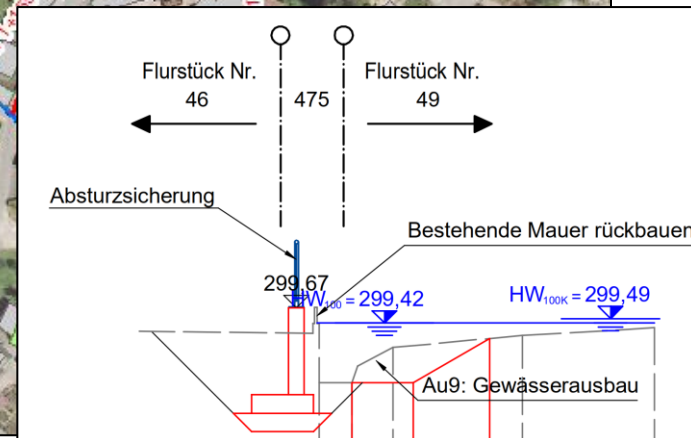 Flurstück Nr.
46
475
Flurstück Nr.
49
Absturzsicherung
Bestehende Mauer rückbauen
299,67
HW100 = 299,42
HW100K = 299,49
Au9: Gewässerausbau